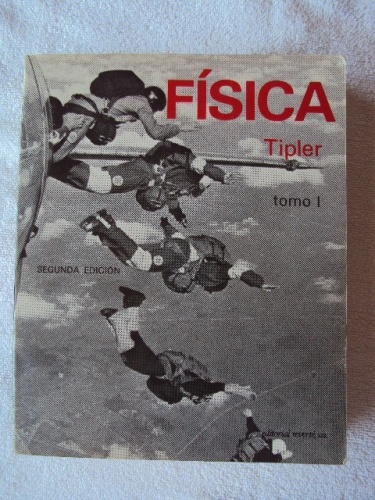 FÍSICA
Tipler
tomo I
SEGUNDA EDICIÓN
editorial reverté, s.a.